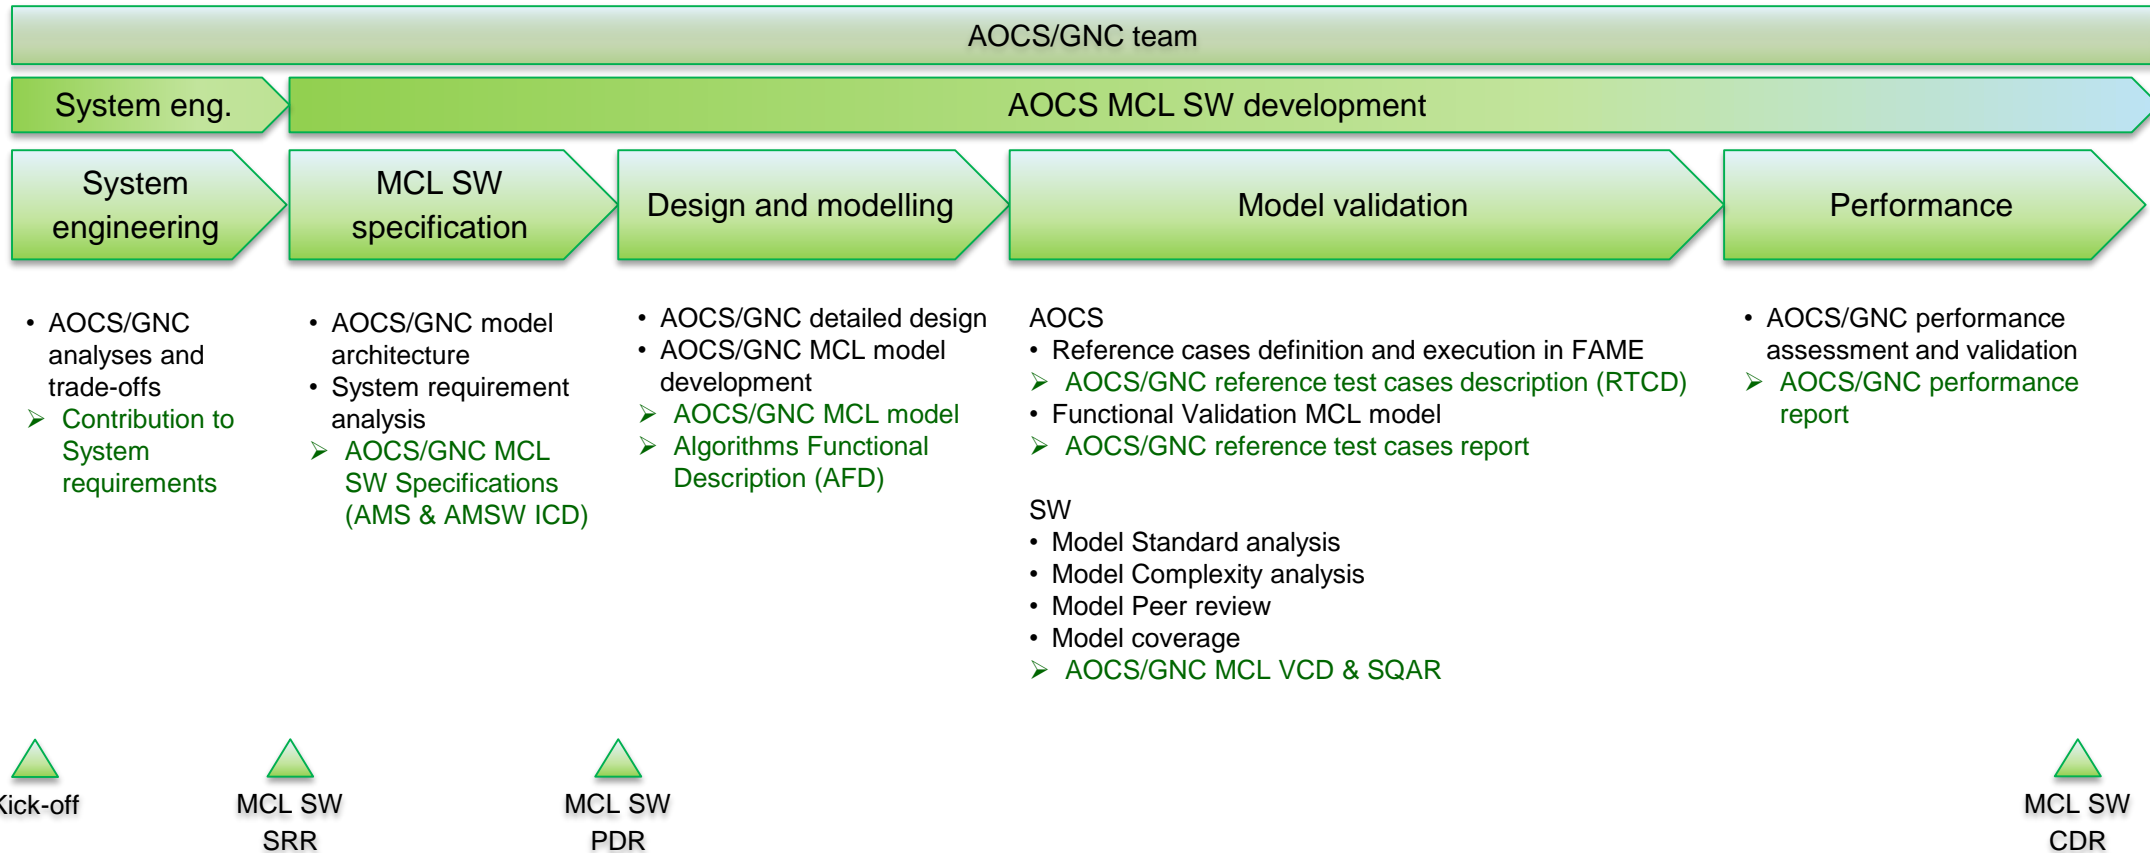 AOCS/GNC team
System eng.
AOCS MCL SW development
System
engineering
MCL SW
specification
Design and modelling
Model validation
Performance
• AOCS/GNC
analyses and
trade-offs
➢ Contribution to
System
requirements
• AOCS/GNC model
architecture
• System requirement
analysis
➢ AOCS/GNC MCL
SW Specifications
(AMS & AMSW ICD)
• AOCS/GNC detailed design
• AOCS/GNC MCL model
development
➢ AOCS/GNC MCL model
➢ Algorithms Functional
Description (AFD)
AOCS
• Reference cases definition and execution in FAME
➢ AOCS/GNC reference test cases description (RTCD)
• Functional Validation MCL model
➢ AOCS/GNC reference test cases report
SW
• Model Standard analysis
• Model Complexity analysis
• Model Peer review
• Model coverage
➢ AOCS/GNC MCL VCD & SQAR
• AOCS/GNC performance
assessment and validation
➢ AOCS/GNC performance
report
Kick-off
MCL SW
SRR
MCL SW
PDR
MCL SW
CDR